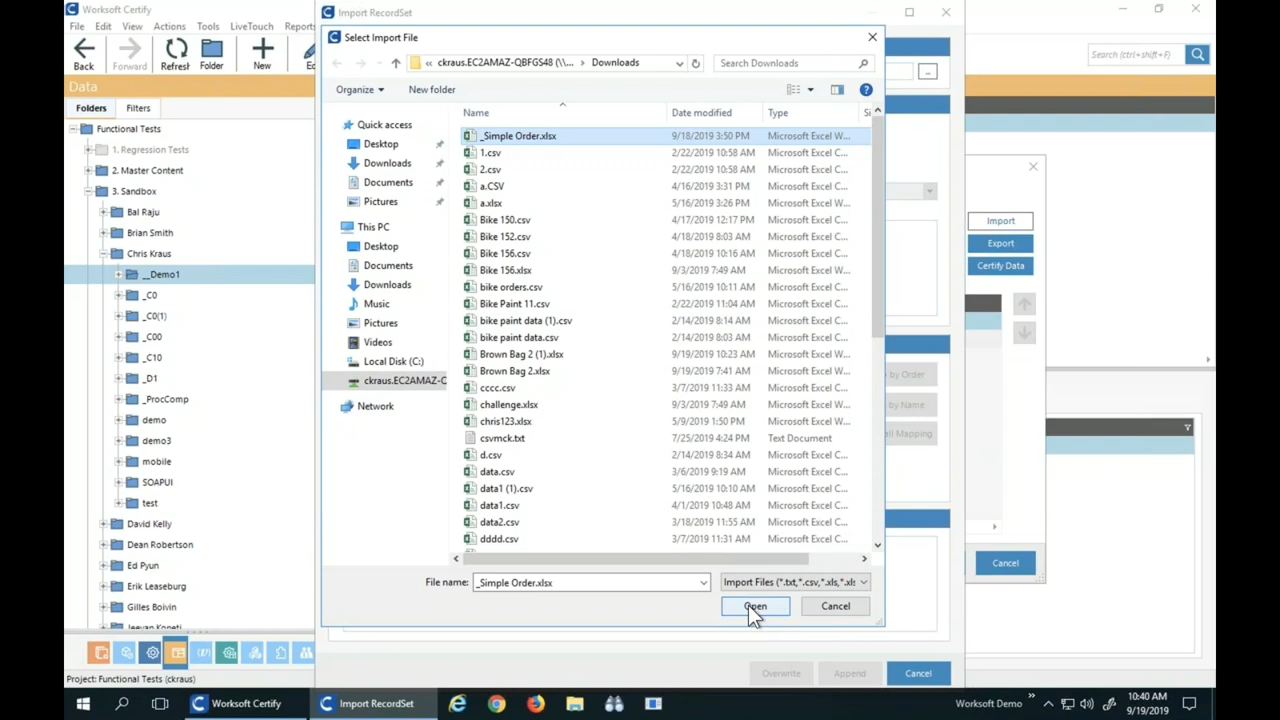 Worksoft Certify
File Edit View Actions Tools LiveTouch Reports
Back Forward Refresh Folder New
Search (ctrl+shift+F)
Data
Folders Filters
Functional Tests
1. Regression Tests
2. Master Content
3. Sandbox
Bal Raju
Brian Smith
Chris Kraus
__Demo1
_C0
_C0(1)
_C00
_C10
_D1
_ProcComp
demo
demo3
mobile
SOAPUI
test
David Kelly
Dean Robertson
Ed Pyun
Erik Leaseburg
Gilles Boivin
Project: Functional Tests (ckraus)
Import RecordSet
Select Import File
« ckraus.EC2AMAZ-QBFGS48 (\\... > Downloads
Search Downloads
Organize New folder
Quick access
Desktop
Downloads
Documents
Pictures
This PC
Desktop
Documents
Downloads
Music
Pictures
Videos
Local Disk (C:)
ckraus.EC2AMAZ-Q
Network
Name Date modified Type Si
_Simple Order.xlsx 9/18/2019 3:50 PM Microsoft Excel W...
1.csv 2/22/2019 10:58 AM Microsoft Excel C...
2.csv 2/22/2019 10:58 AM Microsoft Excel C...
a.CSV 4/16/2019 3:31 PM Microsoft Excel C...
a.xlsx 5/16/2019 3:26 PM Microsoft Excel W...
Bike 150.csv 4/17/2019 12:17 PM Microsoft Excel C...
Bike 152.csv 4/18/2019 8:03 AM Microsoft Excel C...
Bike 156.csv 4/18/2019 10:16 AM Microsoft Excel C...
Bike 156.xlsx 9/3/2019 7:49 AM Microsoft Excel W...
bike orders.csv 5/16/2019 10:11 AM Microsoft Excel C...
Bike Paint 11.csv 2/22/2019 11:04 AM Microsoft Excel C...
bike paint data (1).csv 2/14/2019 8:14 AM Microsoft Excel C...
bike paint data.csv 2/14/2019 8:03 AM Microsoft Excel C...
Brown Bag 2 (1).xlsx 9/19/2019 10:23 AM Microsoft Excel W...
Brown Bag 2.xlsx 9/19/2019 7:41 AM Microsoft Excel W...
cccc.csv 3/7/2019 11:33 AM Microsoft Excel C...
challenge.xlsx 9/3/2019 7:49 AM Microsoft Excel W...
chris123.xlsx 5/9/2019 1:50 PM Microsoft Excel W...
csvmck.txt 7/25/2019 4:24 PM Text Document
d.csv 2/14/2019 8:34 AM Microsoft Excel C...
data.csv 3/6/2019 9:19 AM Microsoft Excel C...
data1 (1).csv 5/16/2019 10:10 AM Microsoft Excel C...
data1.csv 4/1/2019 10:48 AM Microsoft Excel C...
data2.csv 3/18/2019 11:55 AM Microsoft Excel C...
dddd.csv 3/7/2019 11:31 AM Microsoft Excel C...
File name: _Simple Order.xlsx Import Files (*.txt,*.csv,*.xls,*.xls
Open Cancel
...
by Order
by Name
all Mapping
Overwrite Append Cancel
Import
Export
Certify Data
Cancel
Worksoft Certify Import RecordSet Worksoft Demo »
10:40 AM
9/19/2019